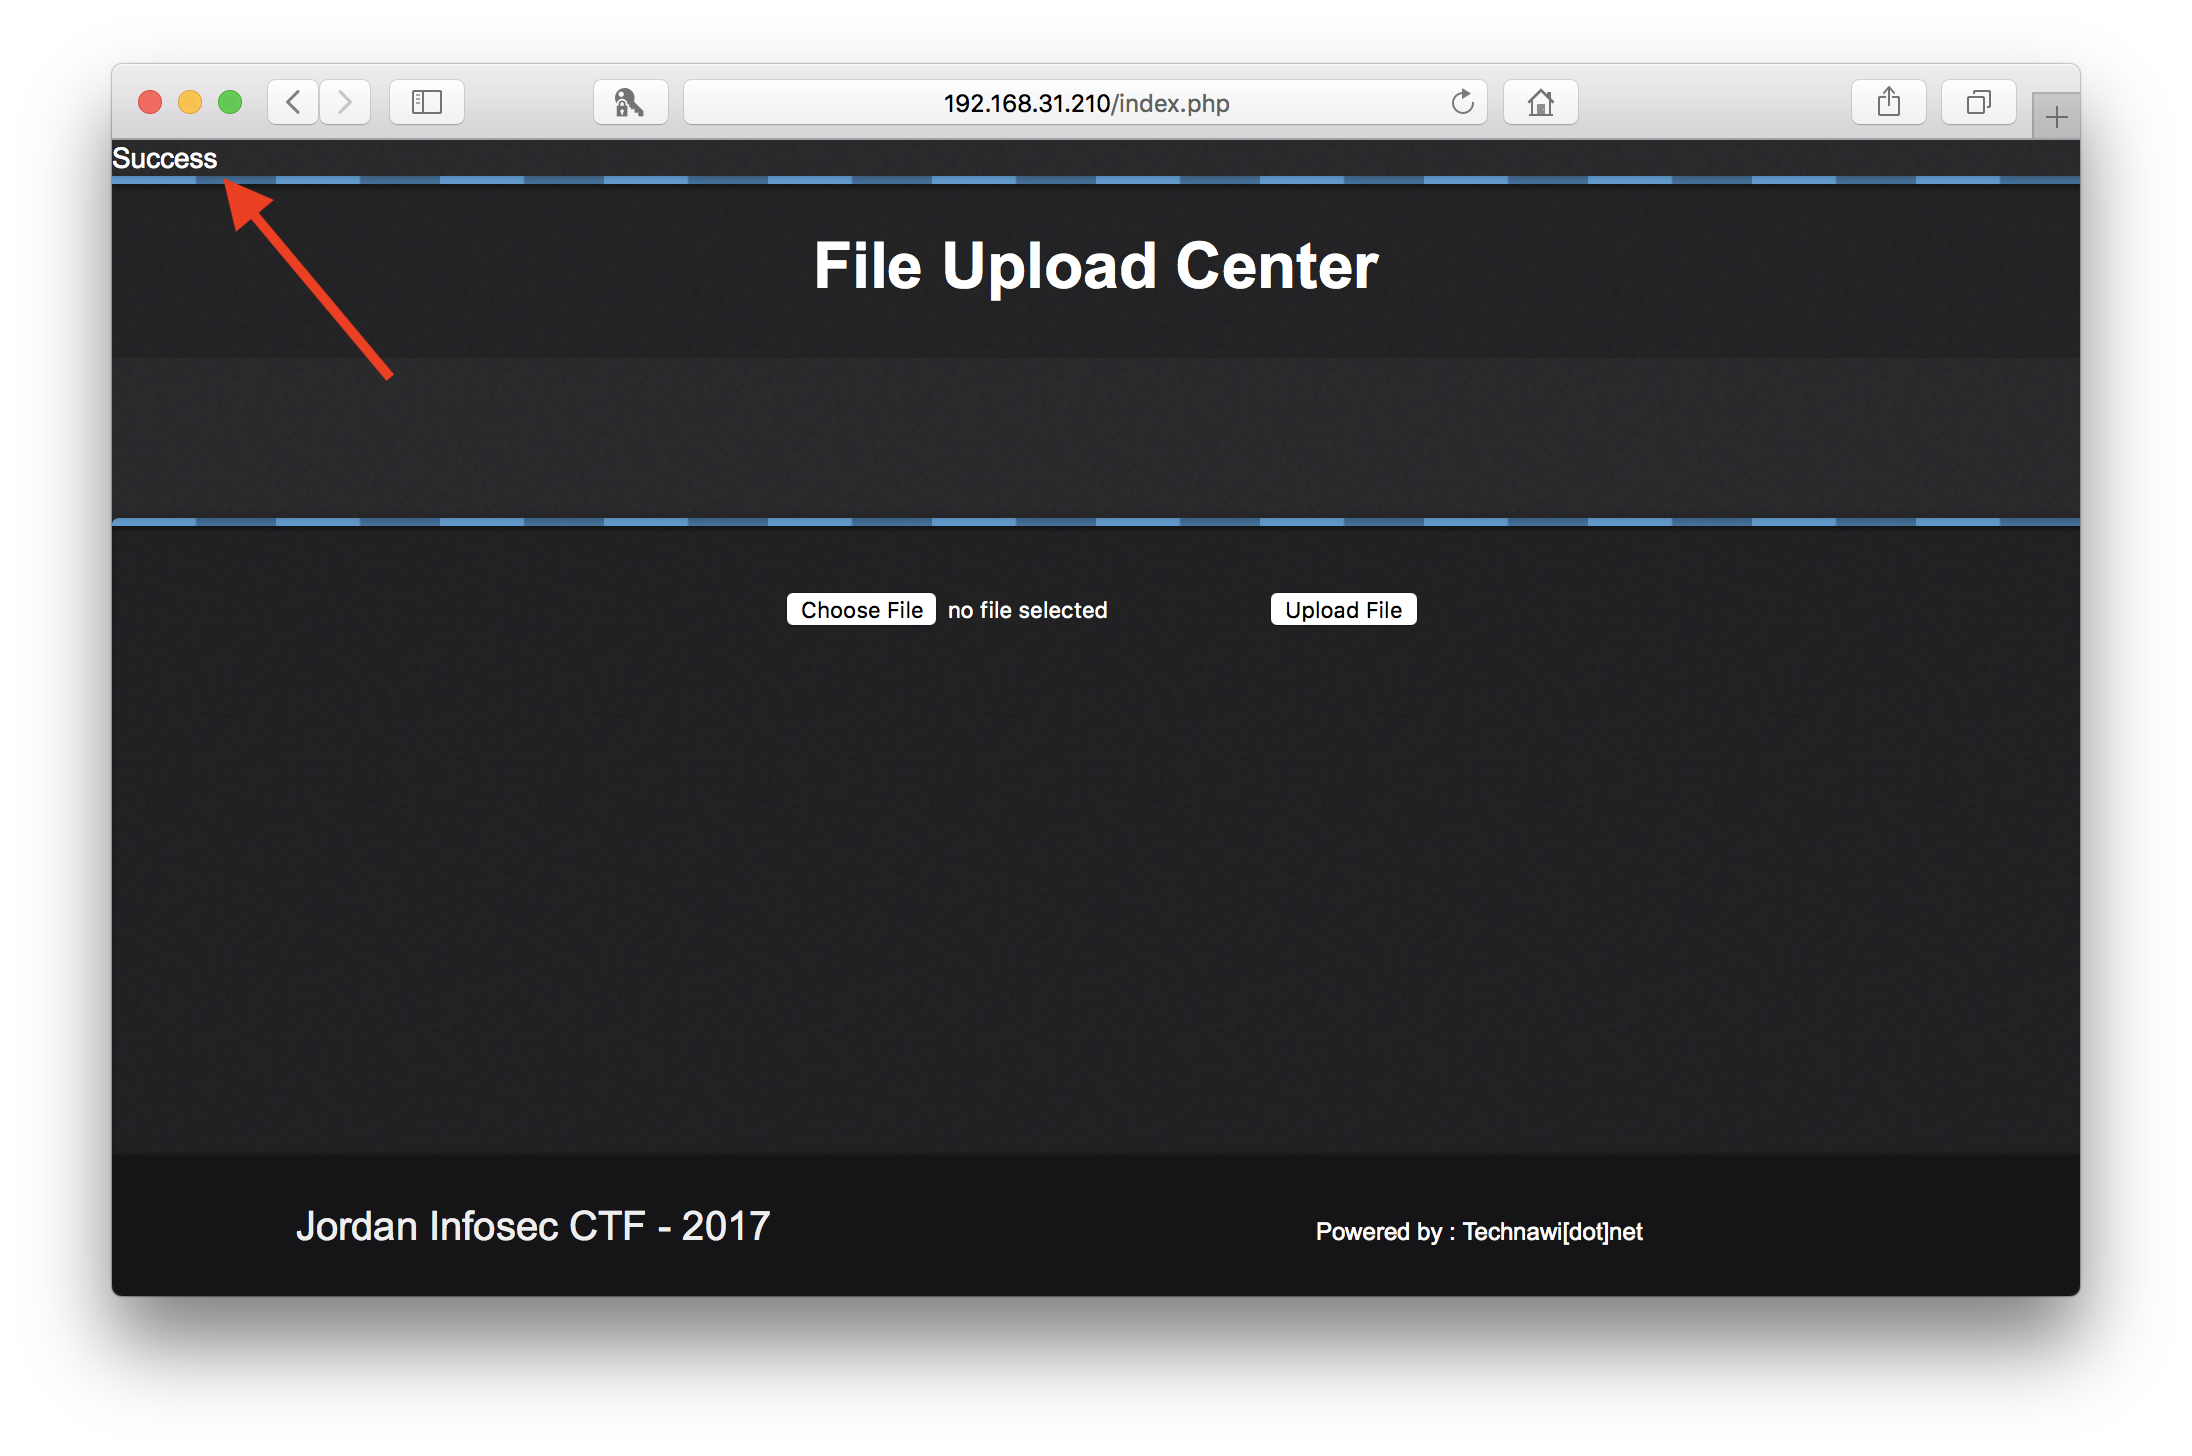 192.168.31.210/index.php
Success
File Upload Center
Choose File no file selected Upload File
Jordan Infosec CTF - 2017
Powered by : Technawi[dot]net